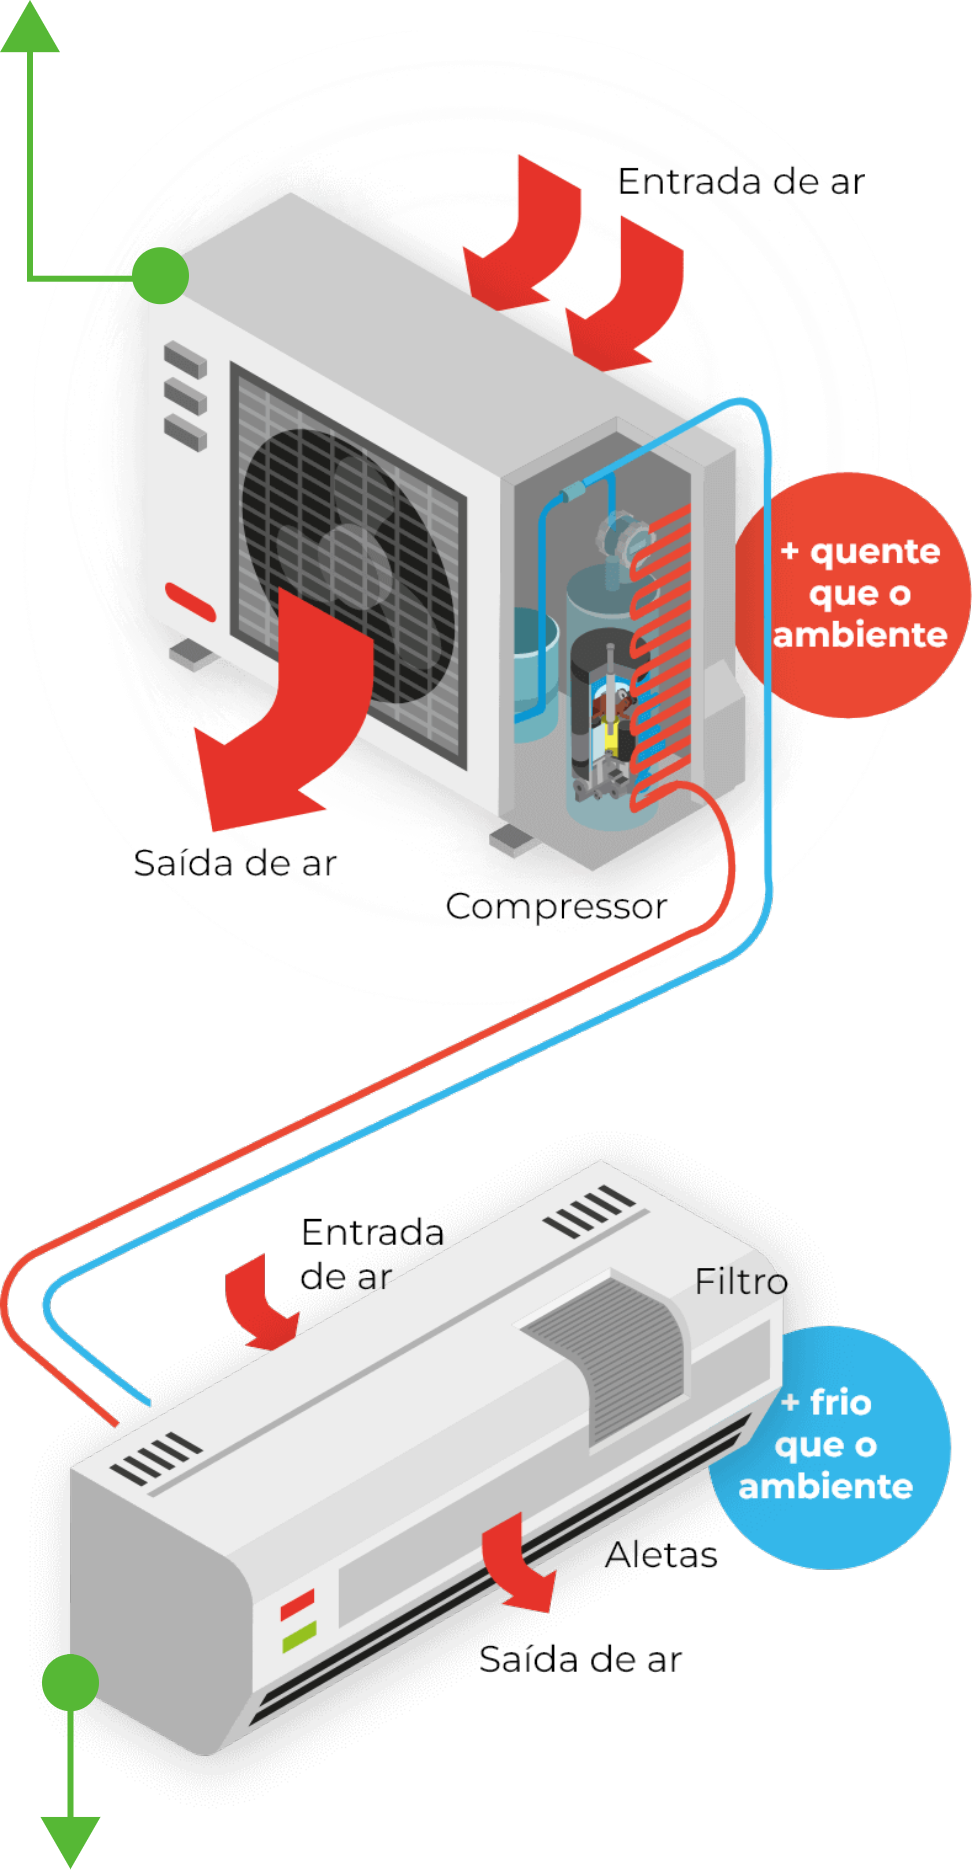 Entrada de ar
+ quente
que o
ambiente
Saída de ar
Compressor
Entrada
de ar
Filtro
+ frio
que o
ambiente
Aletas
Saída de ar